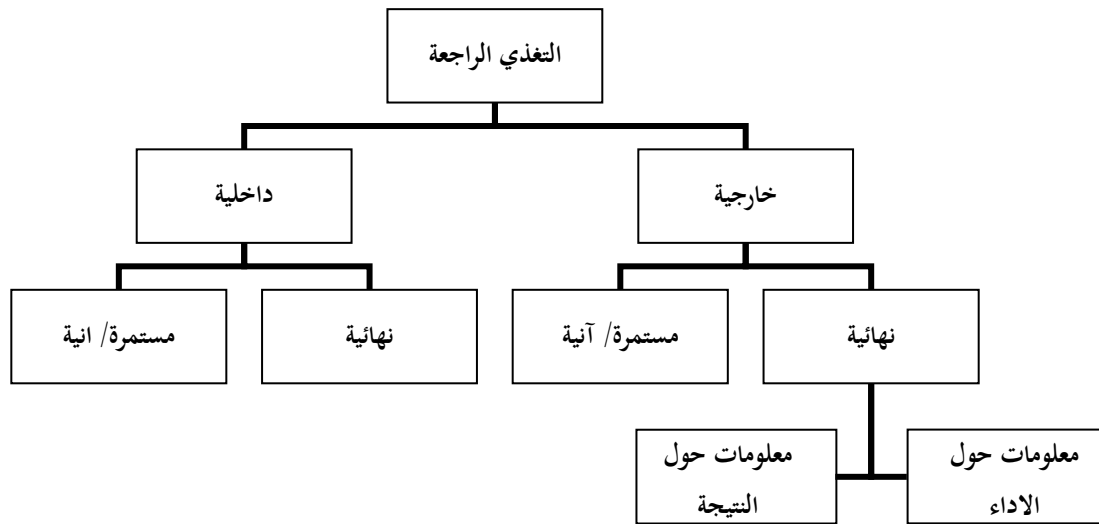 التغذي الراجعة
خارجية
داخلية
نهائية
مستمرة/ آنية
نهائية
مستمرة/ انية
معلومات حول
الاداء
معلومات حول
النتيجة